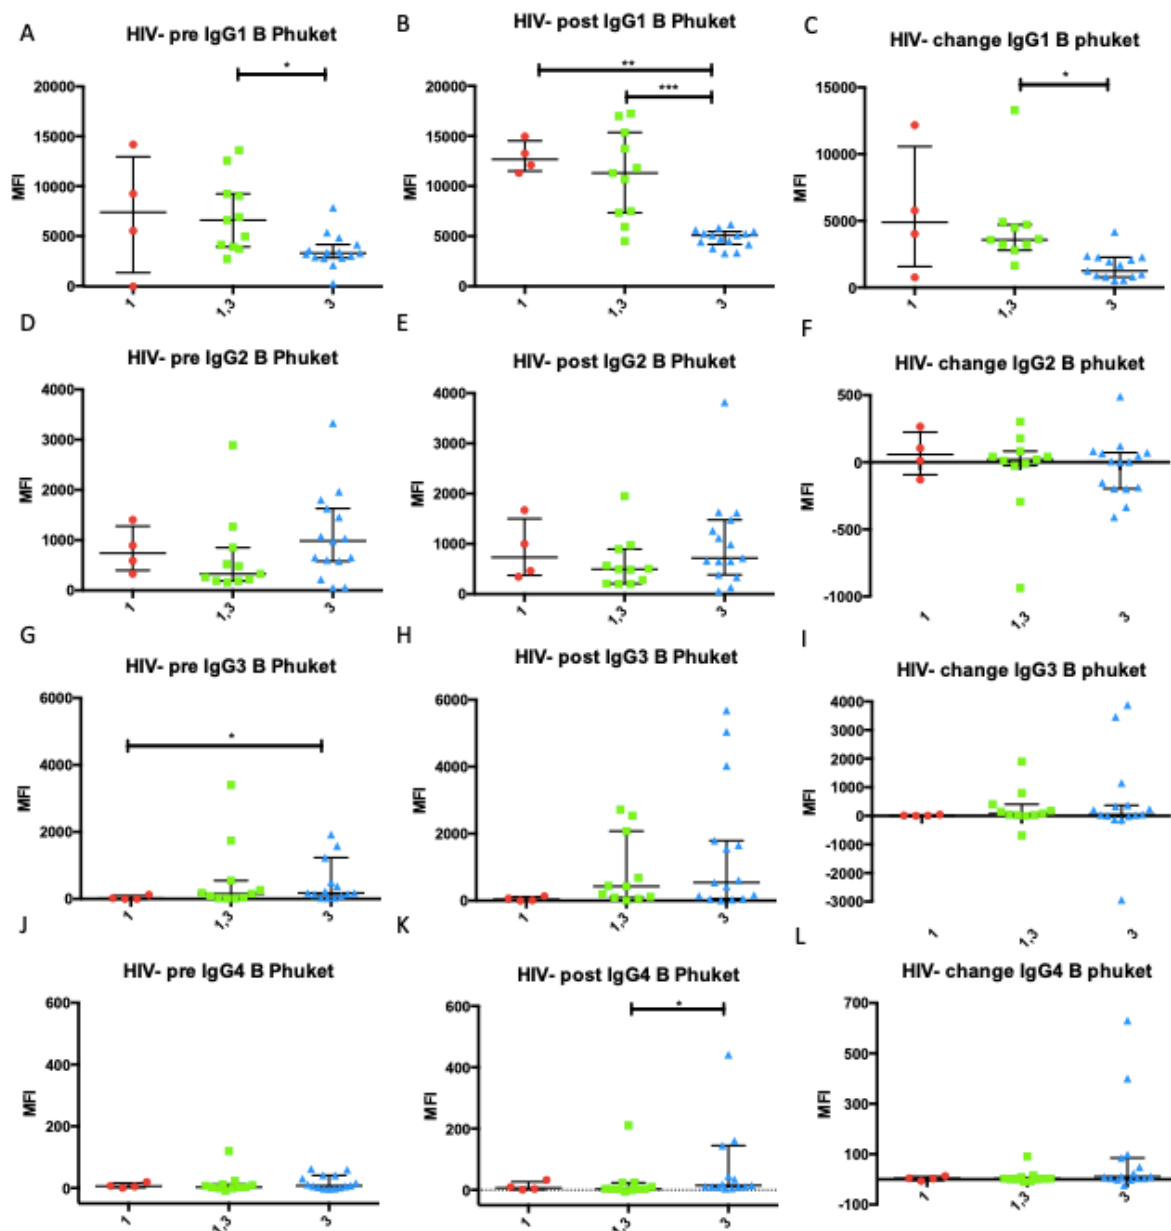 A
HIV- pre IgG1 B Phuket
*
MFI
20000
15000
10000
5000
0
1
1,3
3
B
HIV- post IgG1 B Phuket
**
***
MFI
20000
15000
10000
5000
0
1
1,3
3
C
HIV- change IgG1 B phuket
*
MFI
15000
10000
5000
0
1
1,3
3
D
HIV- pre IgG2 B Phuket
MFI
4000
3000
2000
1000
0
1
1,3
3
E
HIV- post IgG2 B Phuket
MFI
4000
3000
2000
1000
0
1
1,3
3
F
HIV- change IgG2 B phuket
MFI
500
0
-500
-1000
1
1,3
3
G
HIV- pre IgG3 B Phuket
*
MFI
6000
4000
2000
0
1
1,3
3
H
HIV- post IgG3 B Phuket
MFI
6000
4000
2000
0
1
1,3
3
I
HIV- change IgG3 B phuket
MFI
4000
3000
2000
1000
0
-1000
-2000
-3000
1
1,3
3
J
HIV- pre IgG4 B Phuket
MFI
600
400
200
0
1
1,3
3
K
HIV- post IgG4 B Phuket
*
MFI
600
400
200
0
1
1,3
3
L
HIV- change IgG4 B phuket
MFI
700
500
300
100
-100
1
1,3
3